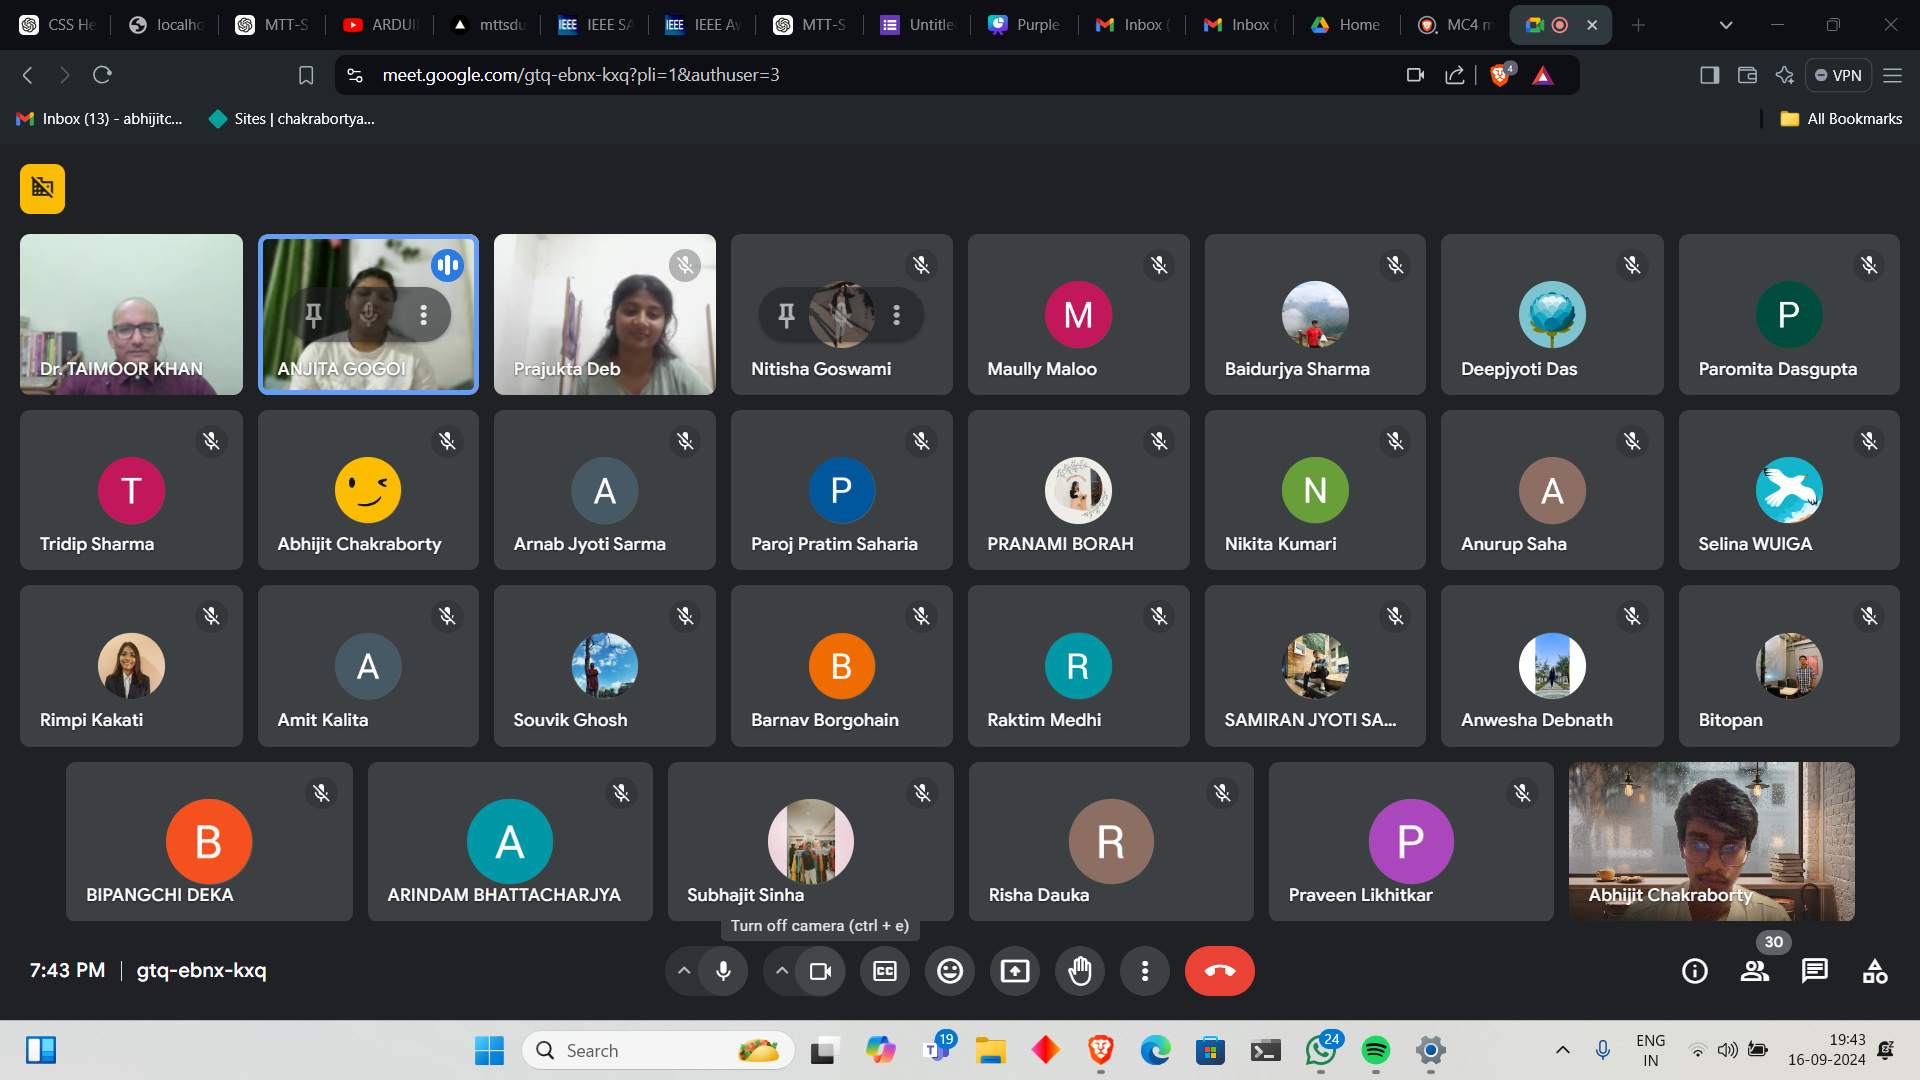 CSS He
localho
MTT-S
ARDUI
mttsdu
IEEE SA
IEEE Aw
MTT-S
Untitle
Purple
Inbox (
Inbox (
Home
MC4 m
meet.google.com/gtq-ebnx-kxq?pli=1&authuser=3
4
VPN
Inbox (13) - abhijitc...
Sites | chakrabortya...
All Bookmarks
Dr. TAIMOOR KHAN
ANJITA GOGOI
Prajukta Deb
Nitisha Goswami
M
Maully Maloo
Baidurjya Sharma
Deepjyoti Das
P
Paromita Dasgupta
T
Tridip Sharma
Abhijit Chakraborty
A
Arnab Jyoti Sarma
P
Paroj Pratim Saharia
PRANAMI BORAH
N
Nikita Kumari
A
Anurup Saha
Selina WUIGA
Rimpi Kakati
A
Amit Kalita
Souvik Ghosh
B
Barnav Borgohain
R
Raktim Medhi
SAMIRAN JYOTI SA...
Anwesha Debnath
Bitopan
B
BIPANGCHI DEKA
A
ARINDAM BHATTACHARJYA
Subhajit Sinha
R
Risha Dauka
P
Praveen Likhitkar
Abhijit Chakraborty
Turn off camera (ctrl + e)
7:43 PM | gtq-ebnx-kxq
CC
30
Search
19
24
ENG
IN
19:43
16-09-2024